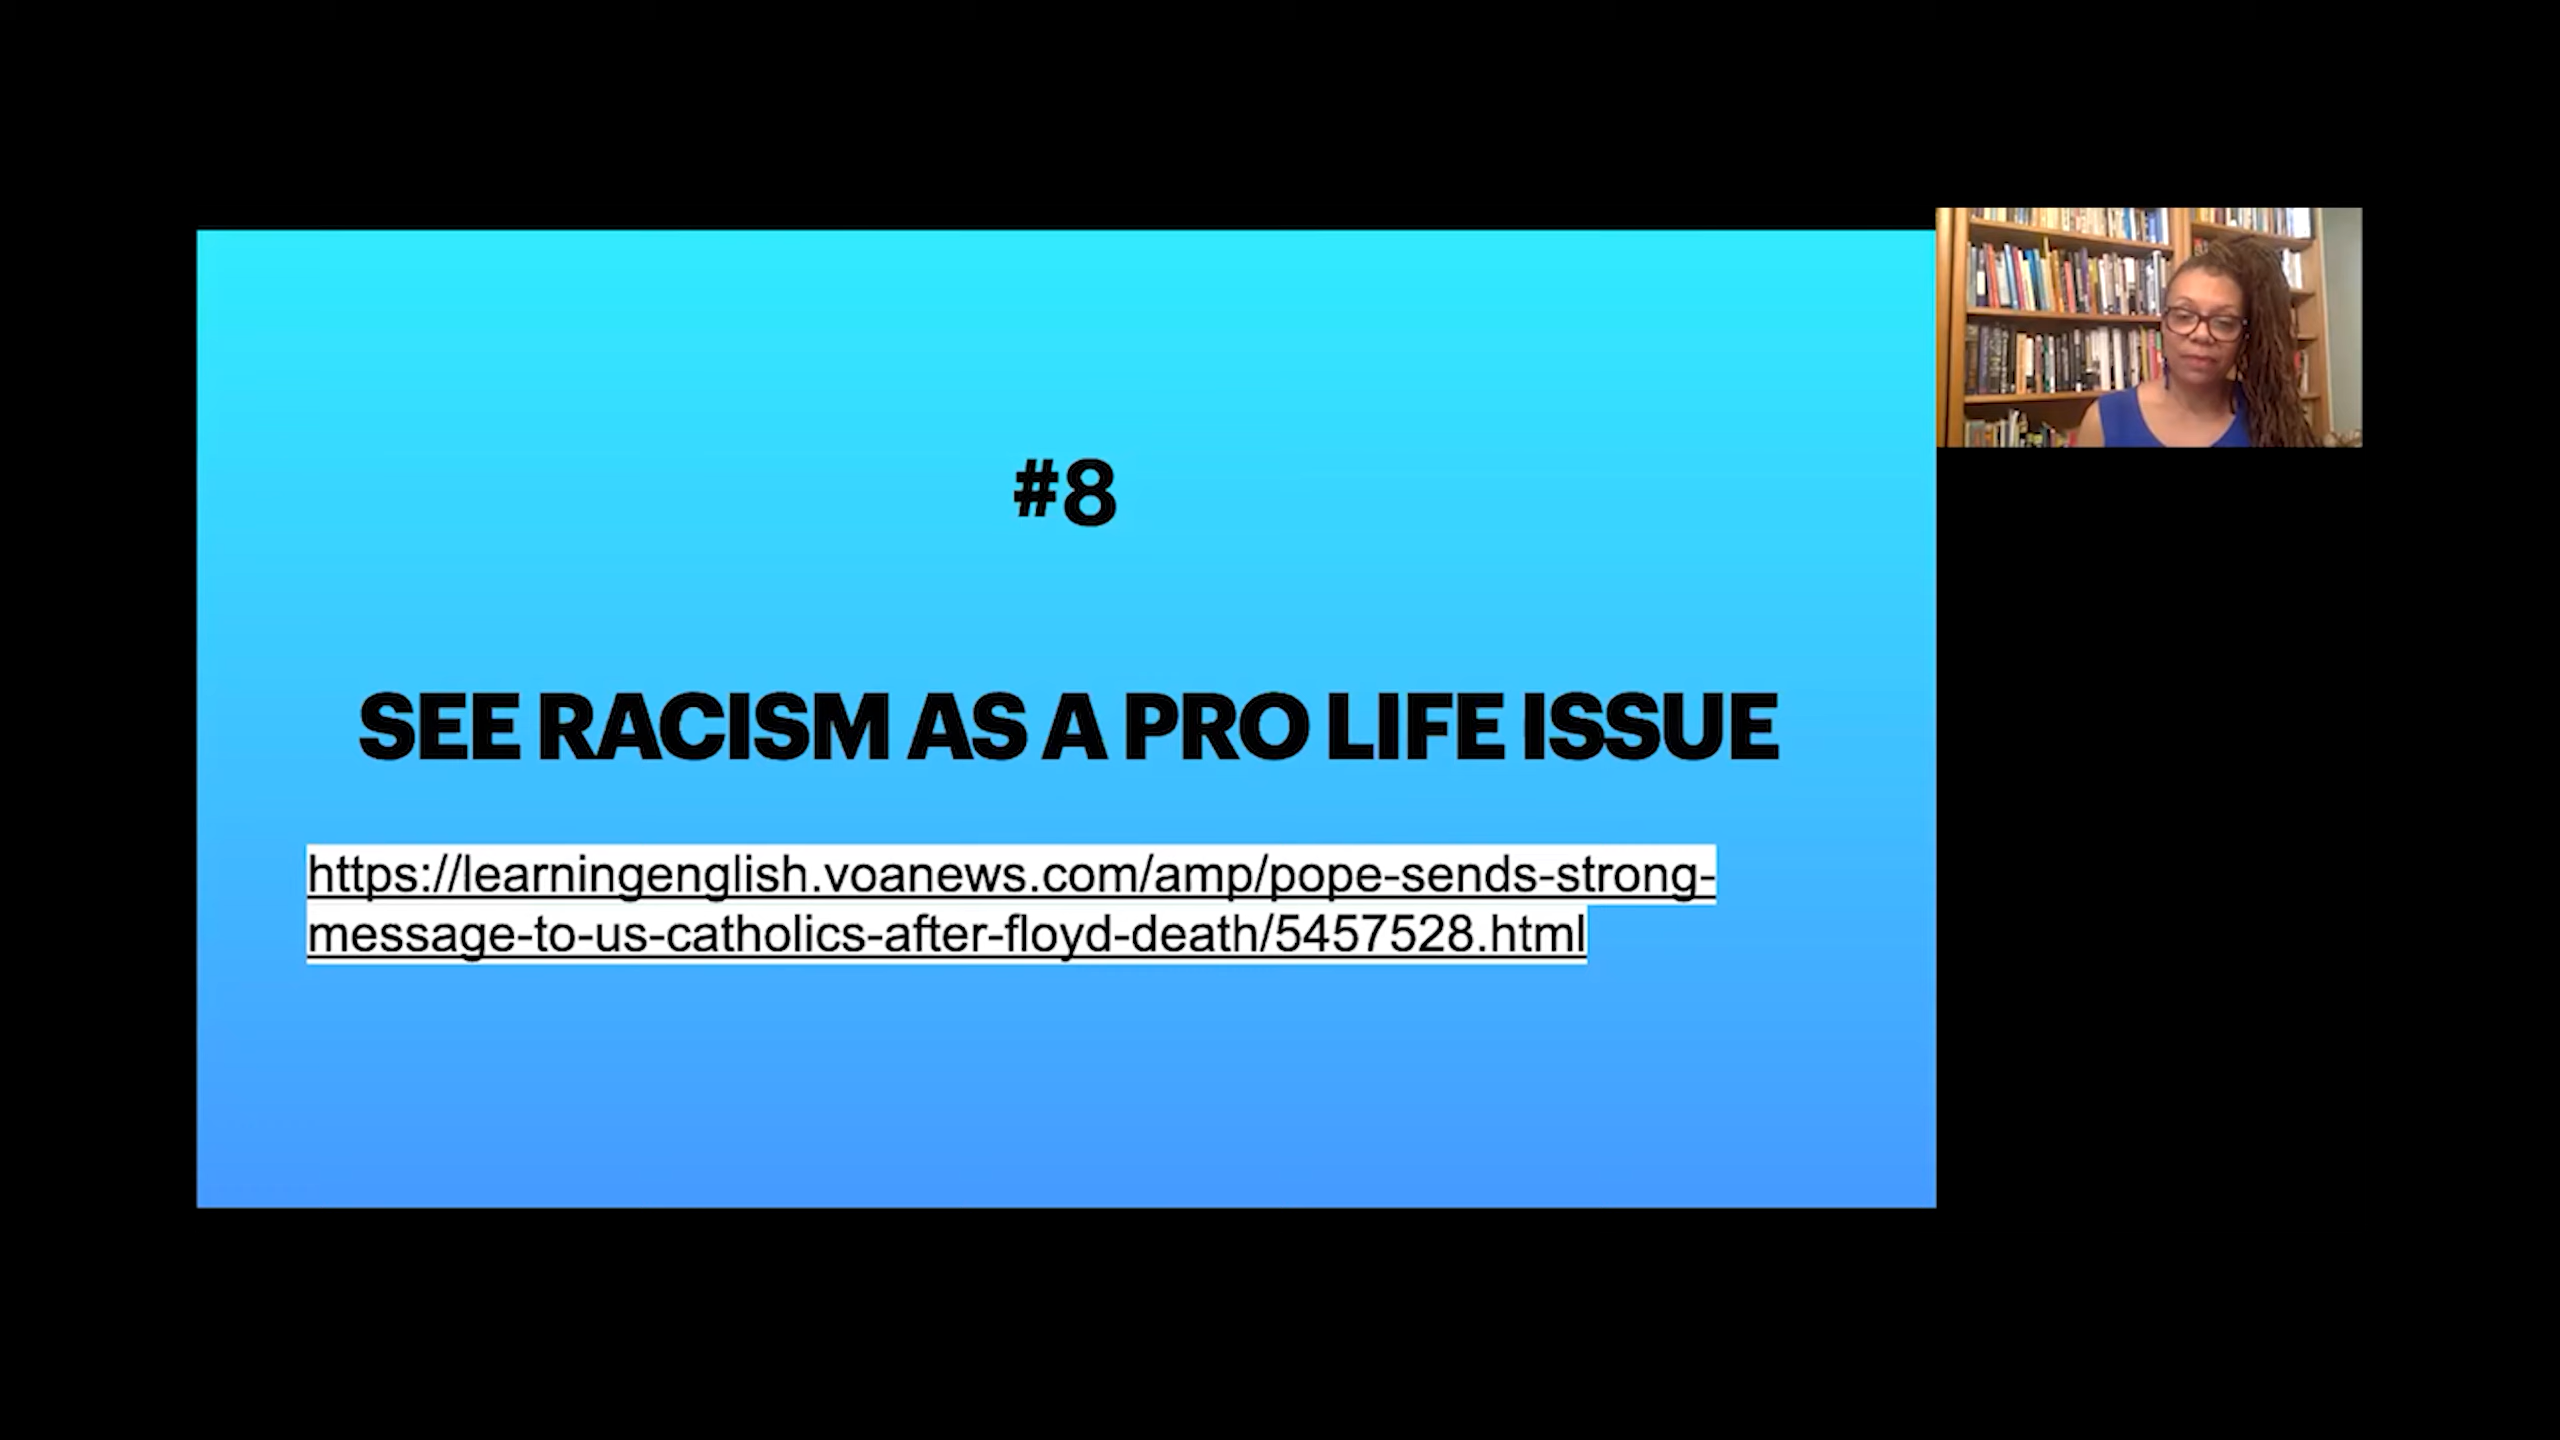 #8
SEE RACISM AS A PRO LIFE ISSUE
https://learningenglish.voanews.com/amp/pope-sends-strong-
message-to-us-catholics-after-floyd-death/5457528.html